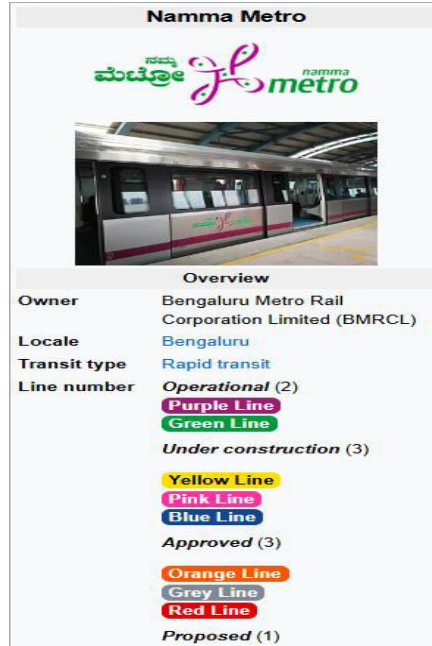 Namma Metro
ನಮ್ಮ
ಮೆಟ್ರೋ
namma
metro
Overview
Owner Bengaluru Metro Rail
Corporation Limited (BMRCL)
Locale Bengaluru
Transit type Rapid transit
Line number Operational (2)
Purple Line
Green Line
Under construction (3)
Yellow Line
Pink Line
Blue Line
Approved (3)
Orange Line
Grey Line
Red Line
Proposed (1)